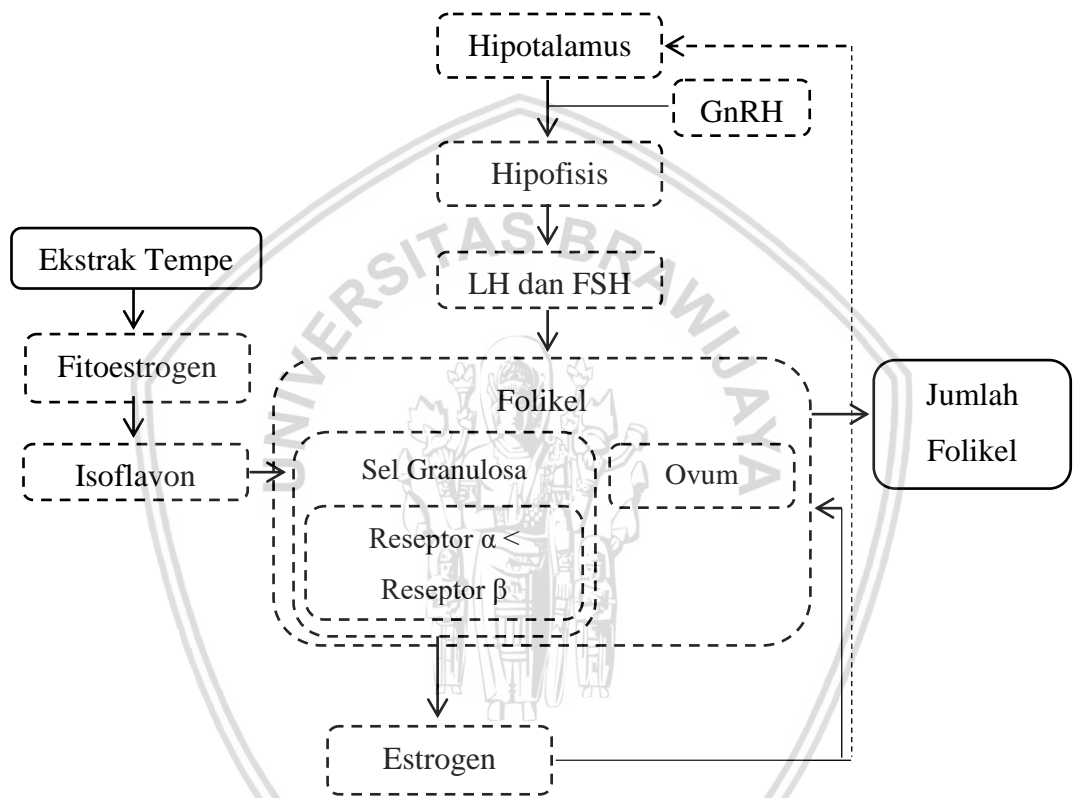 Hipotalamus
GnRH
Hipofisis
LH dan FSH
Ekstrak Tempe
Fitoestrogen
Isoflavon
Folikel
Sel Granulosa
Ovum
Reseptor α <
Reseptor β
Jumlah
Folikel
Estrogen
UNIVERSITAS BRAWIJAYA